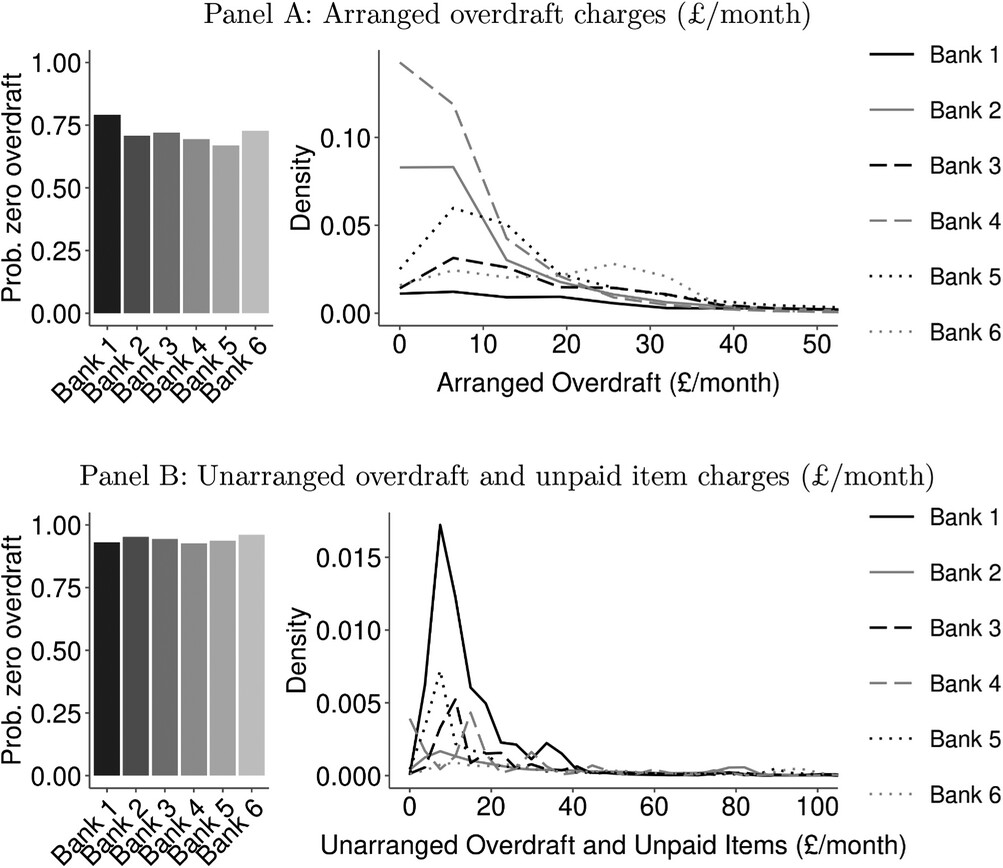 Panel A: Arranged overdraft charges (£/month)
Prob. zero overdraft
1.00
0.75
0.50
0.25
0.00
Bank 1
Bank 2
Bank 3
Bank 4
Bank 5
Bank 6
Density
0.10
0.05
0.00
0
10
20
30
40
50
Arranged Overdraft (£/month)
Bank 1
Bank 2
Bank 3
Bank 4
Bank 5
Bank 6
Panel B: Unarranged overdraft and unpaid item charges (£/month)
Prob. zero overdraft
1.00
0.75
0.50
0.25
0.00
Bank 1
Bank 2
Bank 3
Bank 4
Bank 5
Bank 6
Density
0.015
0.010
0.005
0.000
0
20
40
60
80
100
Unarranged Overdraft and Unpaid Items (£/month)
Bank 1
Bank 2
Bank 3
Bank 4
Bank 5
Bank 6